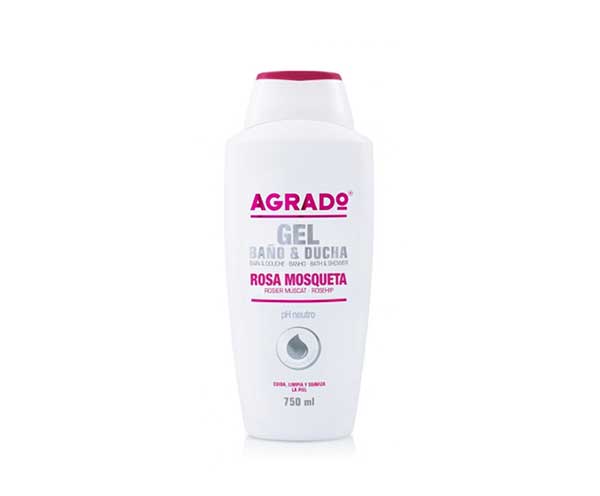 AGRADO®
GEL
BAÑO & DUCHA
BAIN & DOUCHE · BANHO · BATH & SHOWER
ROSA MOSQUETA
ROSIER MUSCAT · ROSEHIP
pH neutro
CUIDA, LIMPIA Y SUAVIZA
LA PIEL
750 ml